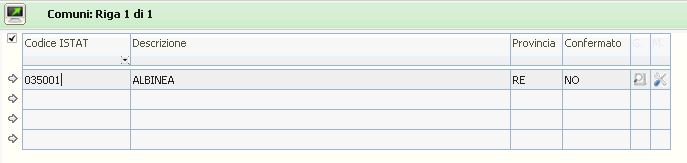 Comuni: Riga 1 di 1
Codice ISTAT Descrizione Provincia Confermato G. M.
035001 ALBINEA RE NO